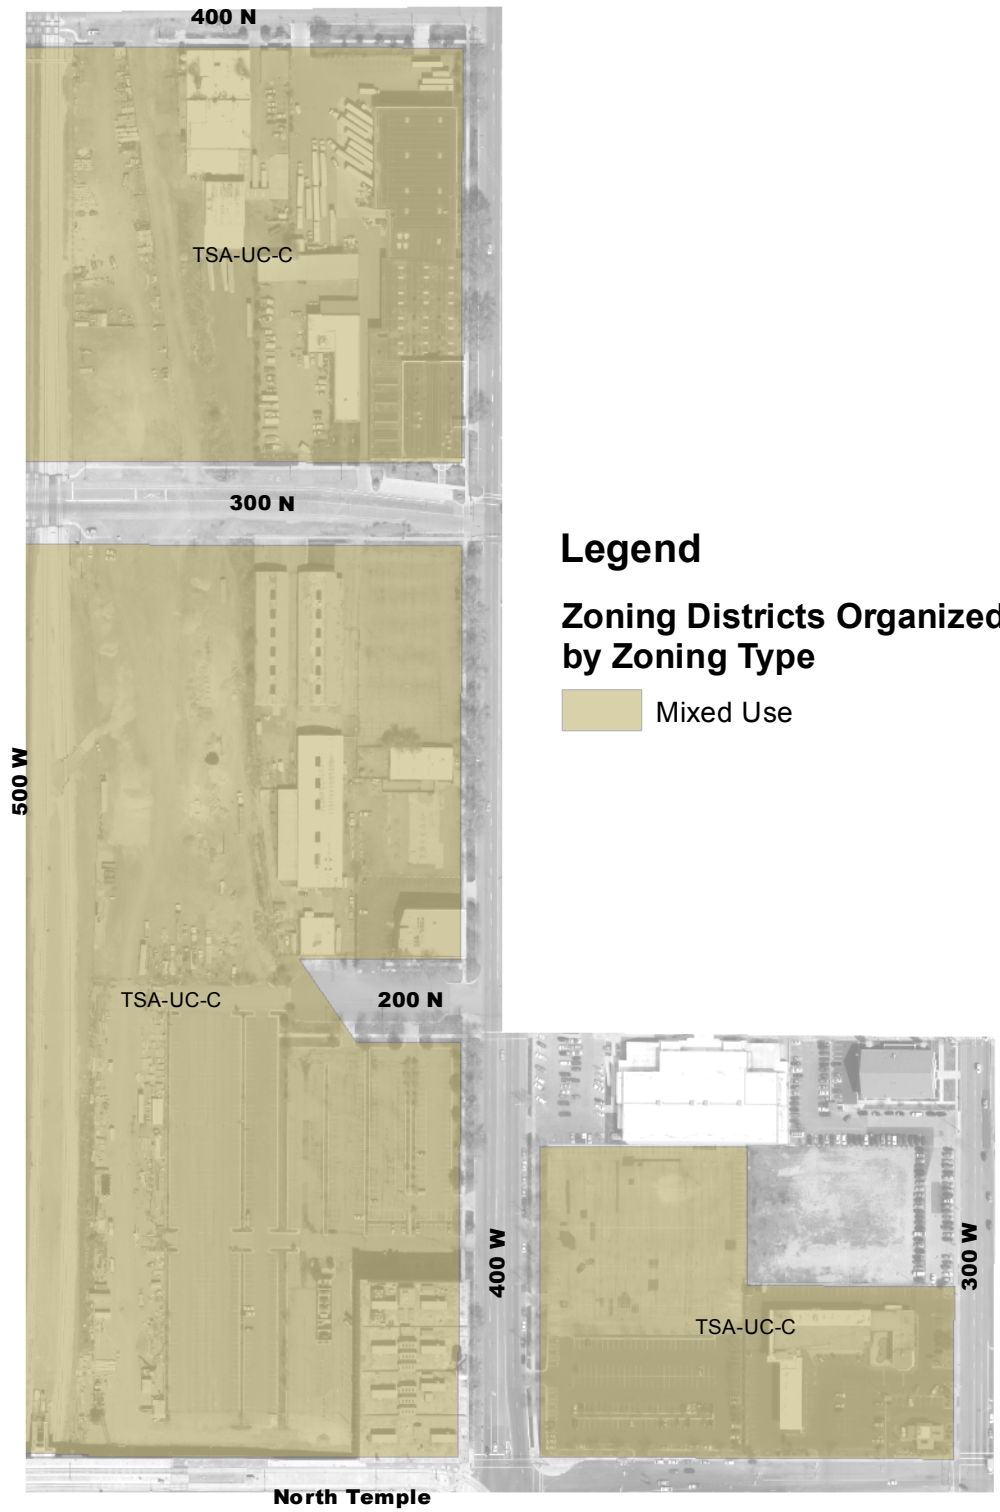 400 N
TSA-UC-C
300 N
Legend
Zoning Districts Organized
by Zoning Type
Mixed Use
500 W
TSA-UC-C
200 N
400 W
300 W
TSA-UC-C
North Temple